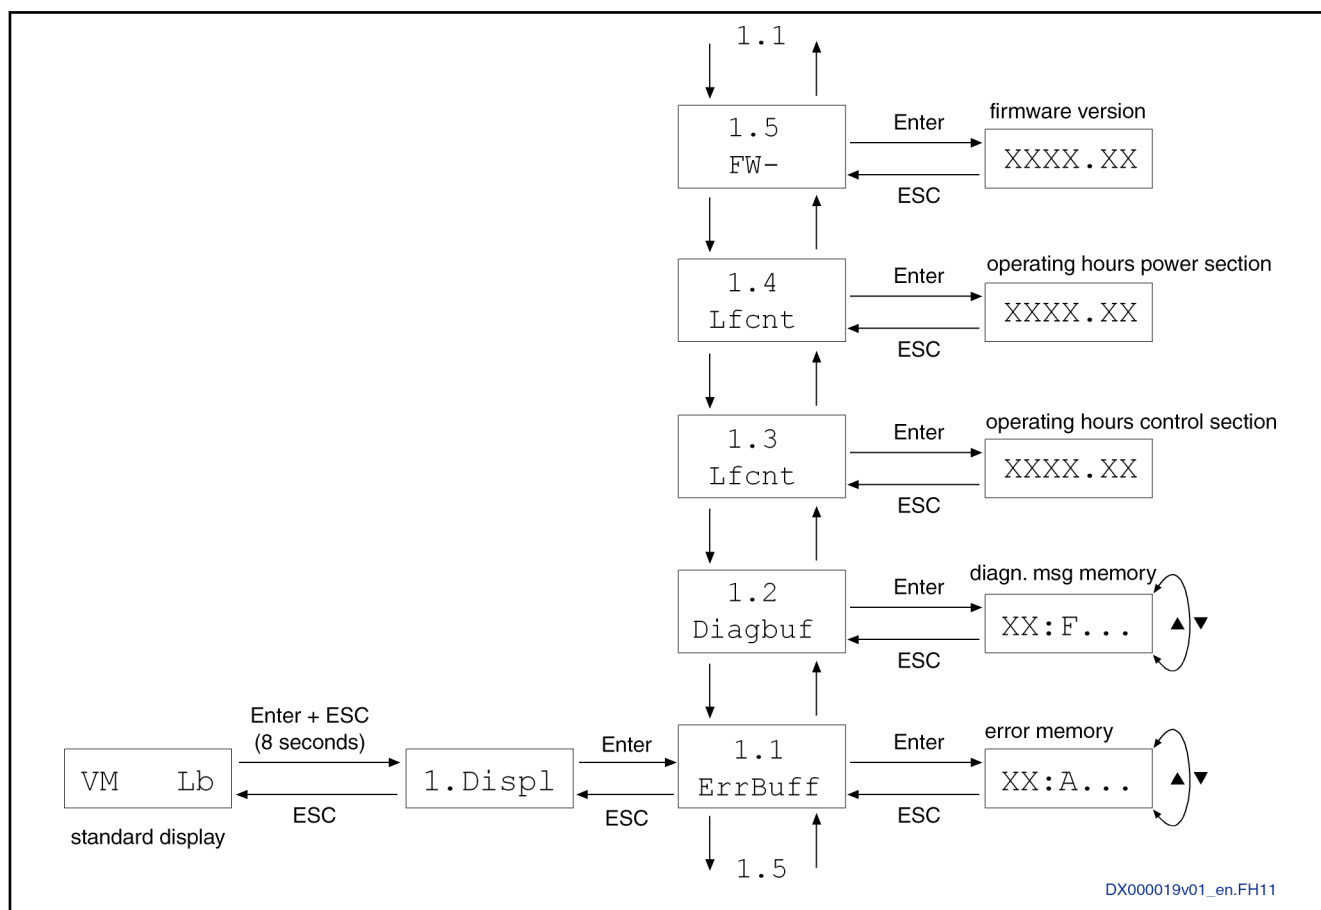 1.1
1.5
FW-
Enter
ESC
firmware version
XXXX.XX
1.4
Lfcnt
Enter
ESC
operating hours power section
XXXX.XX
1.3
Lfcnt
Enter
ESC
operating hours control section
XXXX.XX
1.2
Diagbuf
Enter
ESC
diagn. msg memory
XX:F...
VM Lb
standard display
Enter + ESC
(8 seconds)
ESC
1.Displ
Enter
ESC
1.1
ErrBuff
Enter
ESC
error memory
XX:A...
1.5
DX000019v01_en.FH11